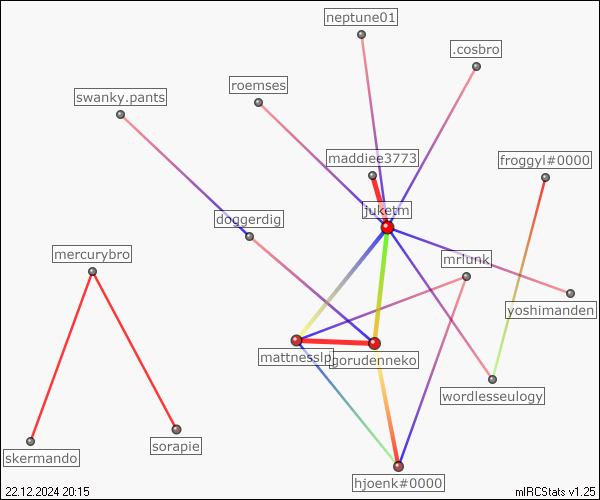 neptune01
.cosbro
roemses
swanky.pants
maddiee3773
froggyl#0000
juketm
doggerdig
mercurybro
mrlunk
yoshimanden
mattnesslp
gorudenneko
wordlesseulogy
sorapie
skermando
hjoenk#0000
22.12.2024 20:15
mIRCStats v1.25